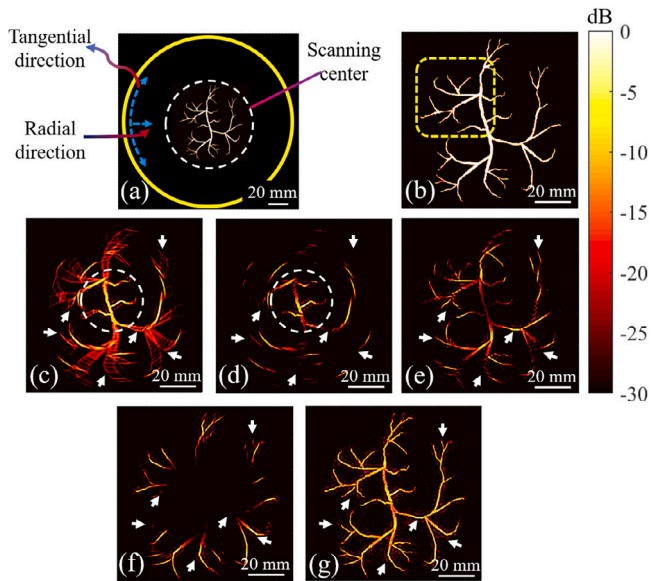 Tangential
direction
Scanning
center
Radial
direction
(a)
20 mm
(b)
20 mm
dB
0
-5
-10
-15
-20
-25
-30
(c)
20 mm
(d)
20 mm
(e)
20 mm
(f)
20 mm
(g)
20 mm